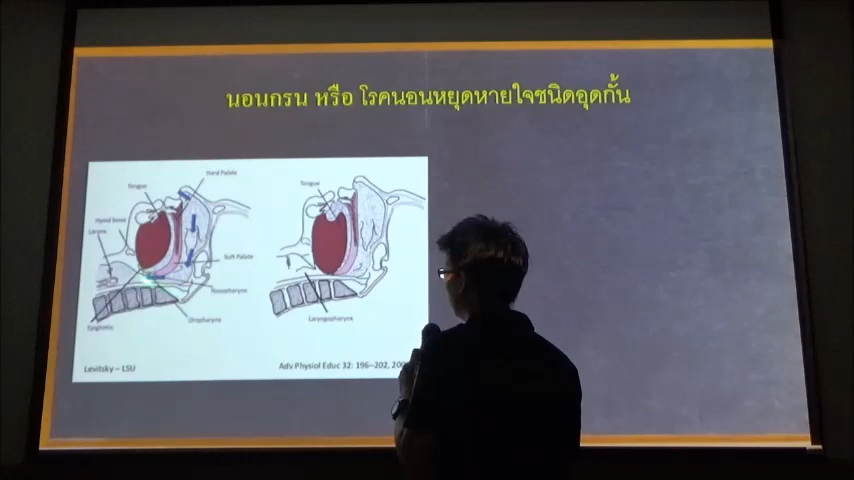 นอนกรน หรือ โรคนอนหยุดหายใจชนิดอุดกั้น
Hard Palate
Tongue
Hyoid bone
Larynx
Soft Palate
Nasopharynx
Oropharynx
Epiglottis
Tongue
Laryngopharynx
Levitsky – LSU
Adv Physiol Educ 32: 196–202, 200